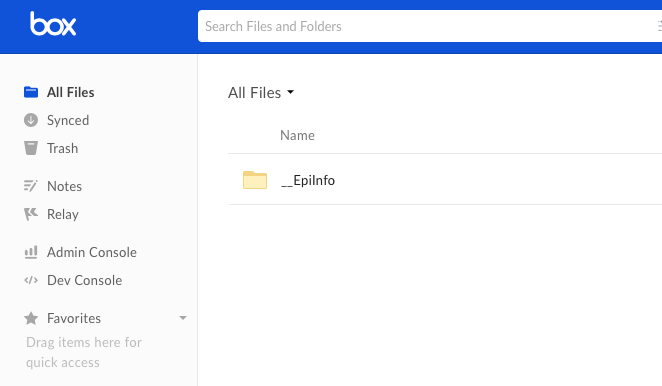 box
Search Files and Folders
All Files
Synced
Trash
Notes
Relay
Admin Console
Dev Console
Favorites
Drag items here for
quick access
All Files
Name
__EpiInfo